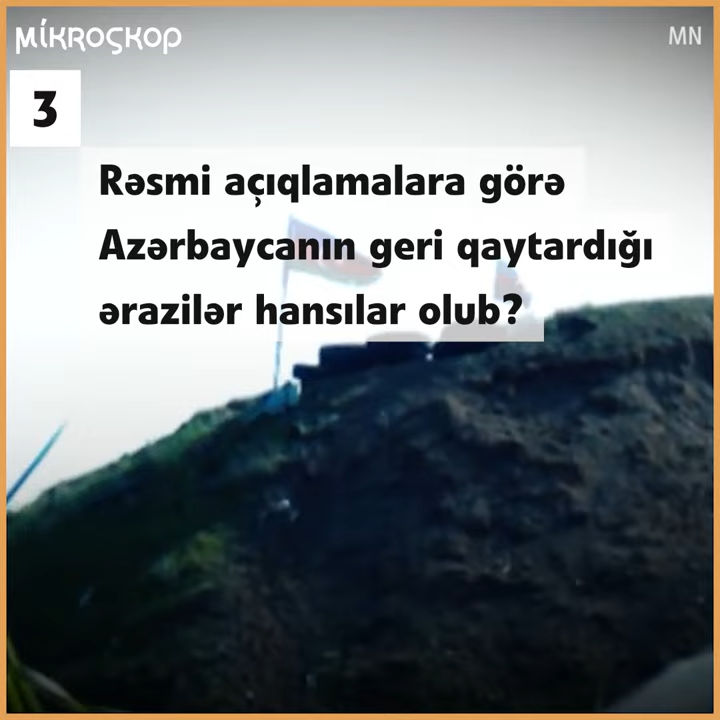 MİKROSKOP
MN
3
Rəsmi açıqlamalara görə
Azərbaycanın geri qaytardığı
ərazilər hansılar olub?